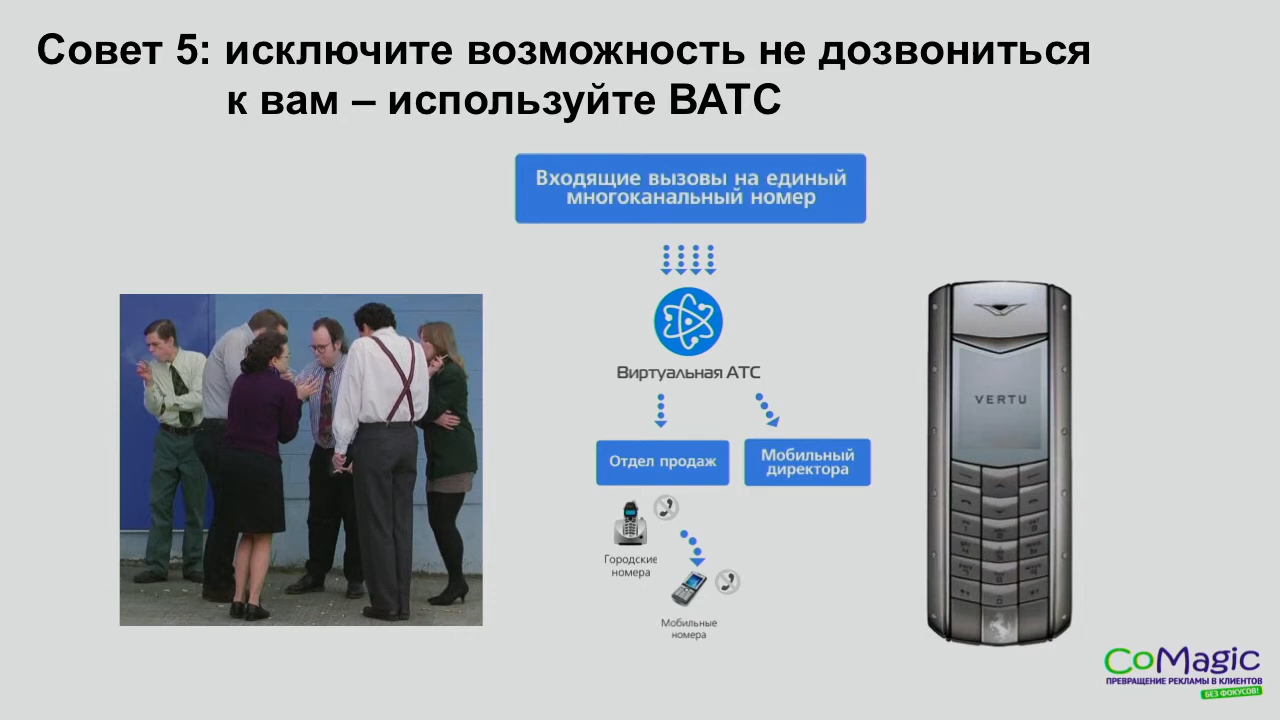 Совет 5: исключите возможность не дозвониться
к вам – используйте ВАТС
Входящие вызовы на единый
многоканальный номер
Виртуальная АТС
Отдел продаж
Мобильный
директора
Городские
номера
Мобильные
номера
VERTU
CoMagic
ПРЕВРАЩЕНИЕ РЕКЛАМЫ В КЛИЕНТОВ
БЕЗ ФОКУСОВ!